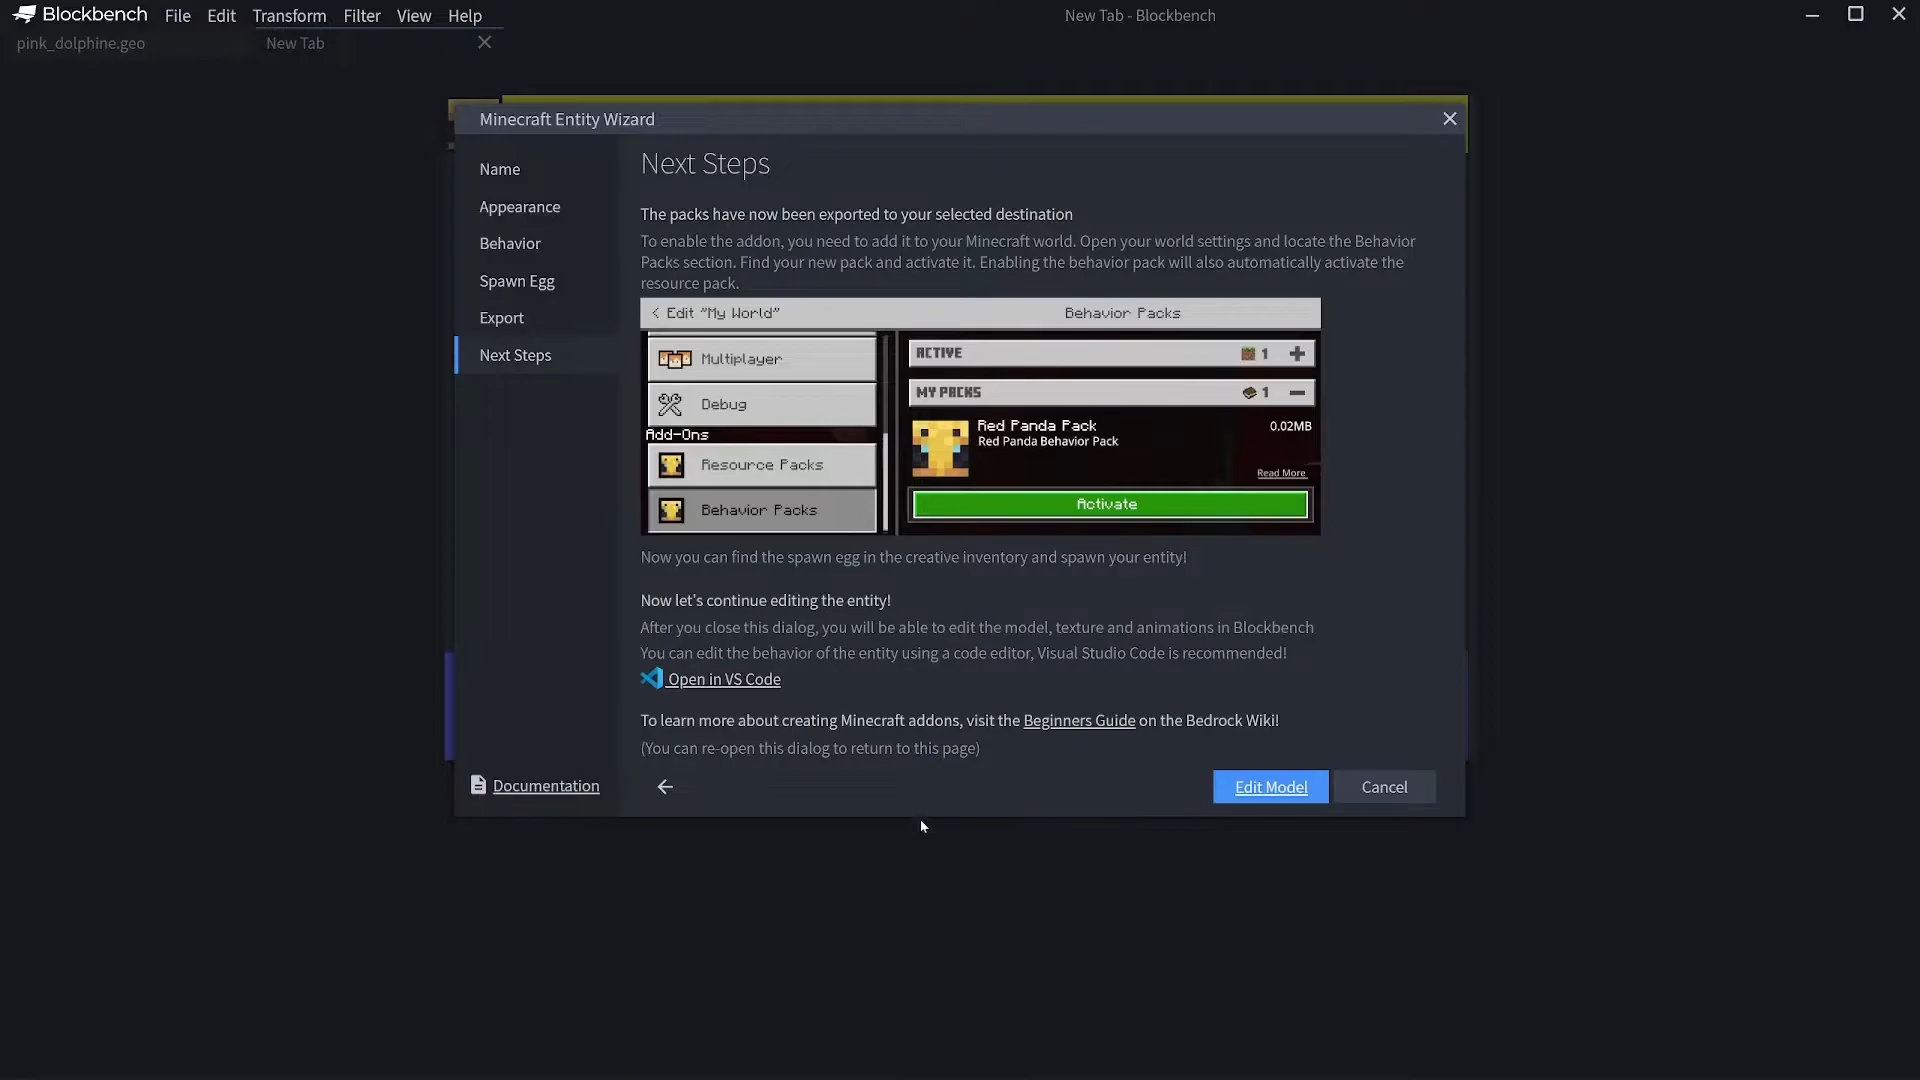 Blockbench File Edit Transform Filter View Help New Tab - Blockbench
pink_dolphine.geo New Tab
Minecraft Entity Wizard
Name
Appearance
Behavior
Spawn Egg
Export
Next Steps
Documentation
Next Steps
The packs have now been exported to your selected destination
To enable the addon, you need to add it to your Minecraft world. Open your world settings and locate the Behavior
Packs section. Find your new pack and activate it. Enabling the behavior pack will also automatically activate the
resource pack.
< Edit "My World" Behavior Packs
Multiplayer
Debug
Add-Ons
Resource Packs
Behavior Packs
ACTIVE 1
MY PACKS 1
Red Panda Pack 0.02MB
Red Panda Behavior Pack
Read More
Activate
Now you can find the spawn egg in the creative inventory and spawn your entity!
Now let's continue editing the entity!
After you close this dialog, you will be able to edit the model, texture and animations in Blockbench
You can edit the behavior of the entity using a code editor, Visual Studio Code is recommended!
Open in VS Code
To learn more about creating Minecraft addons, visit the Beginners Guide on the Bedrock Wiki!
(You can re-open this dialog to return to this page)
Edit Model Cancel